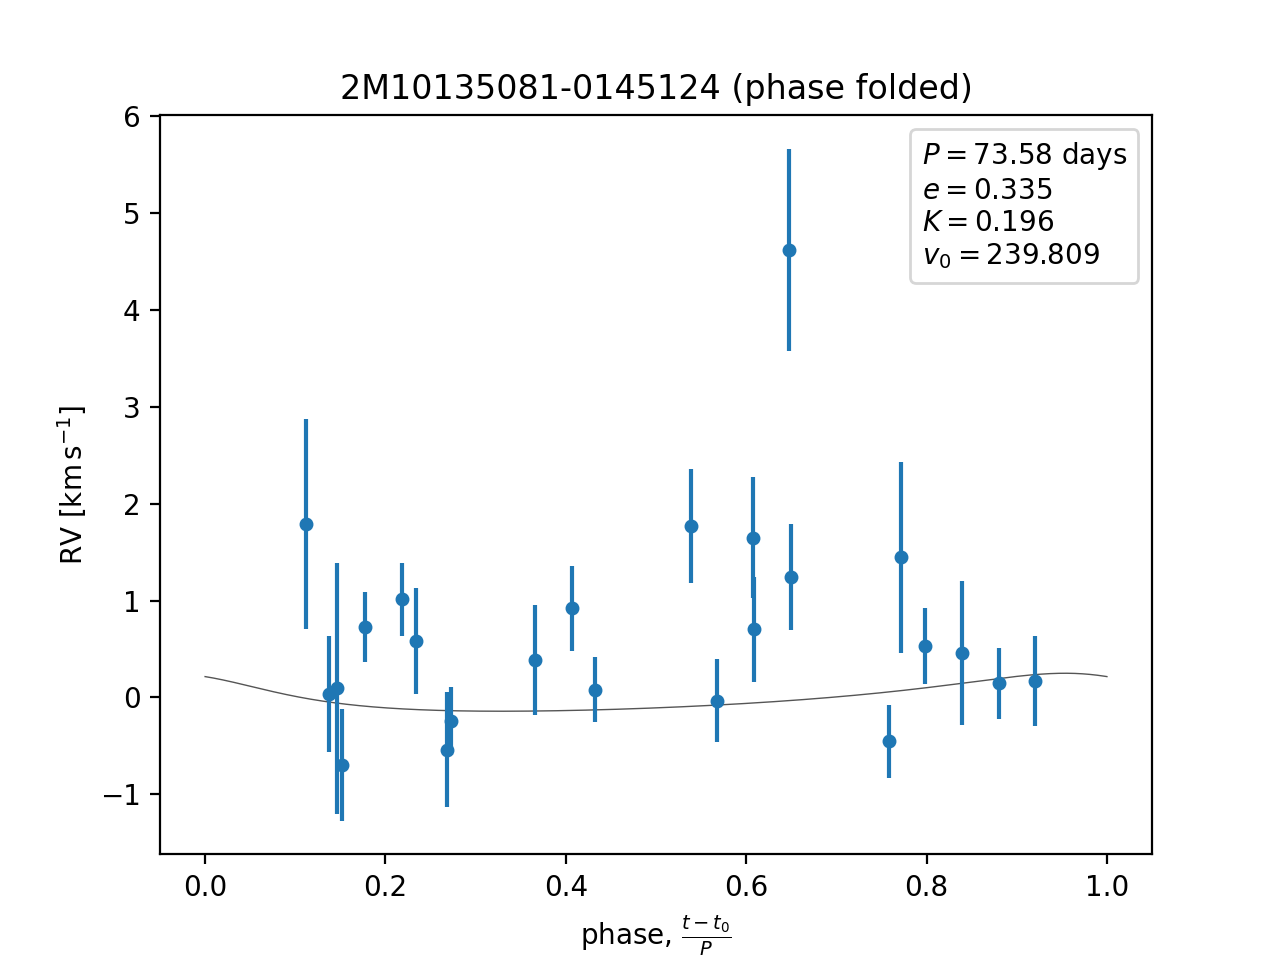 2M10135081-0145124 (phase folded)
P = 73.58 days
e = 0.335
K = 0.196
v₀ = 239.809
6
5
4
3
2
1
0
−1
RV [km s⁻¹]
0.0 0.2 0.4 0.6 0.8 1.0
phase, (t − t₀)/P